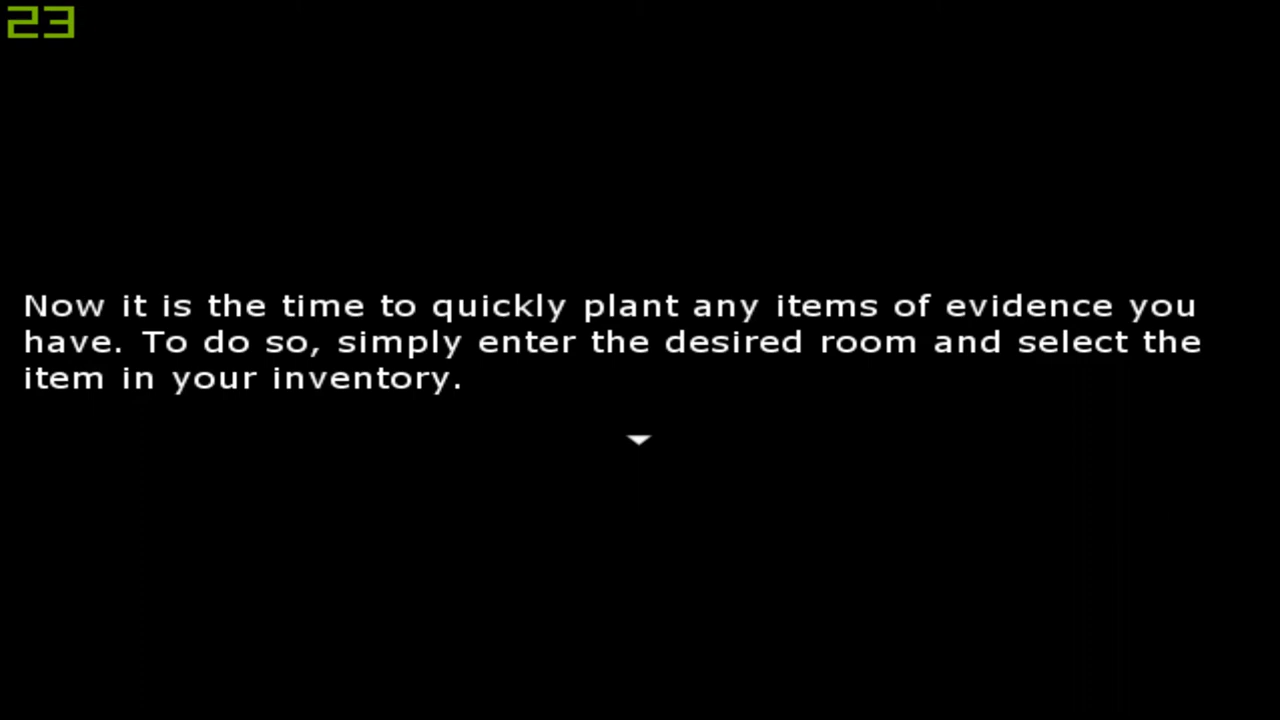 23
Now it is the time to quickly plant any items of evidence you
have. To do so, simply enter the desired room and select the
item in your inventory.